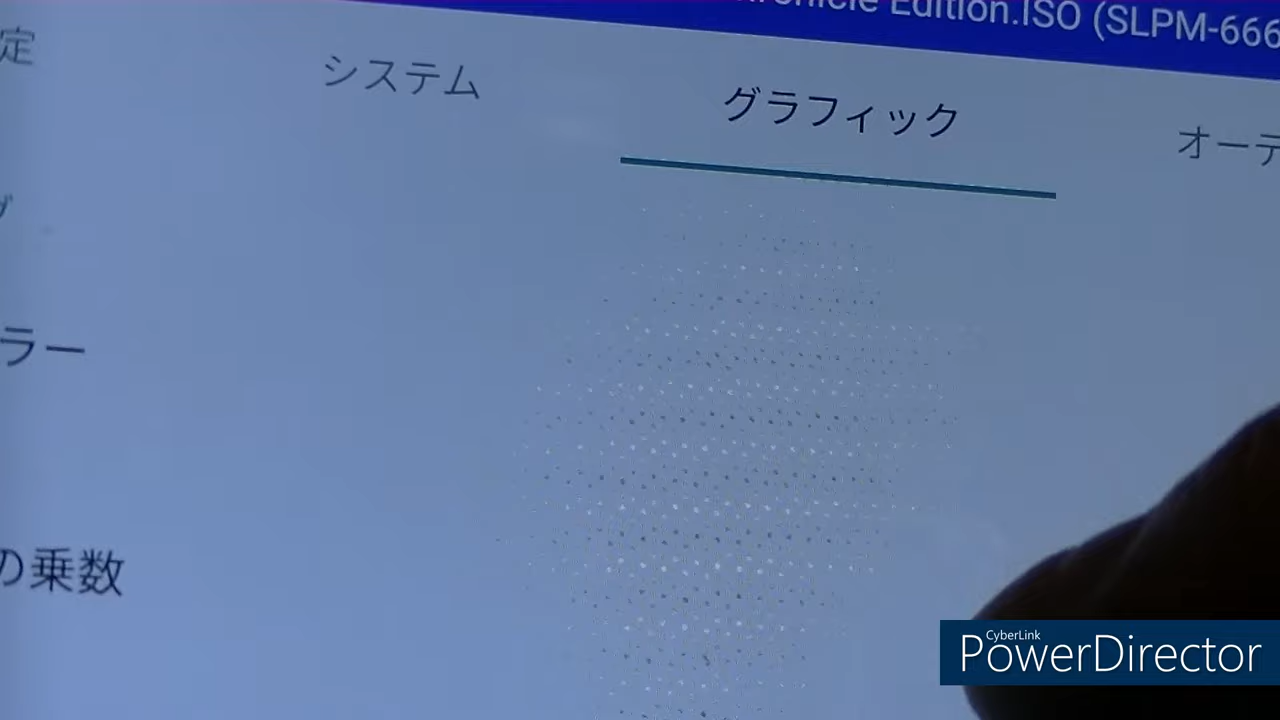 Edition.ISO (SLPM-666
定
システム
グラフィック
オーデ
ラー
の乗数
CyberLink
PowerDirector